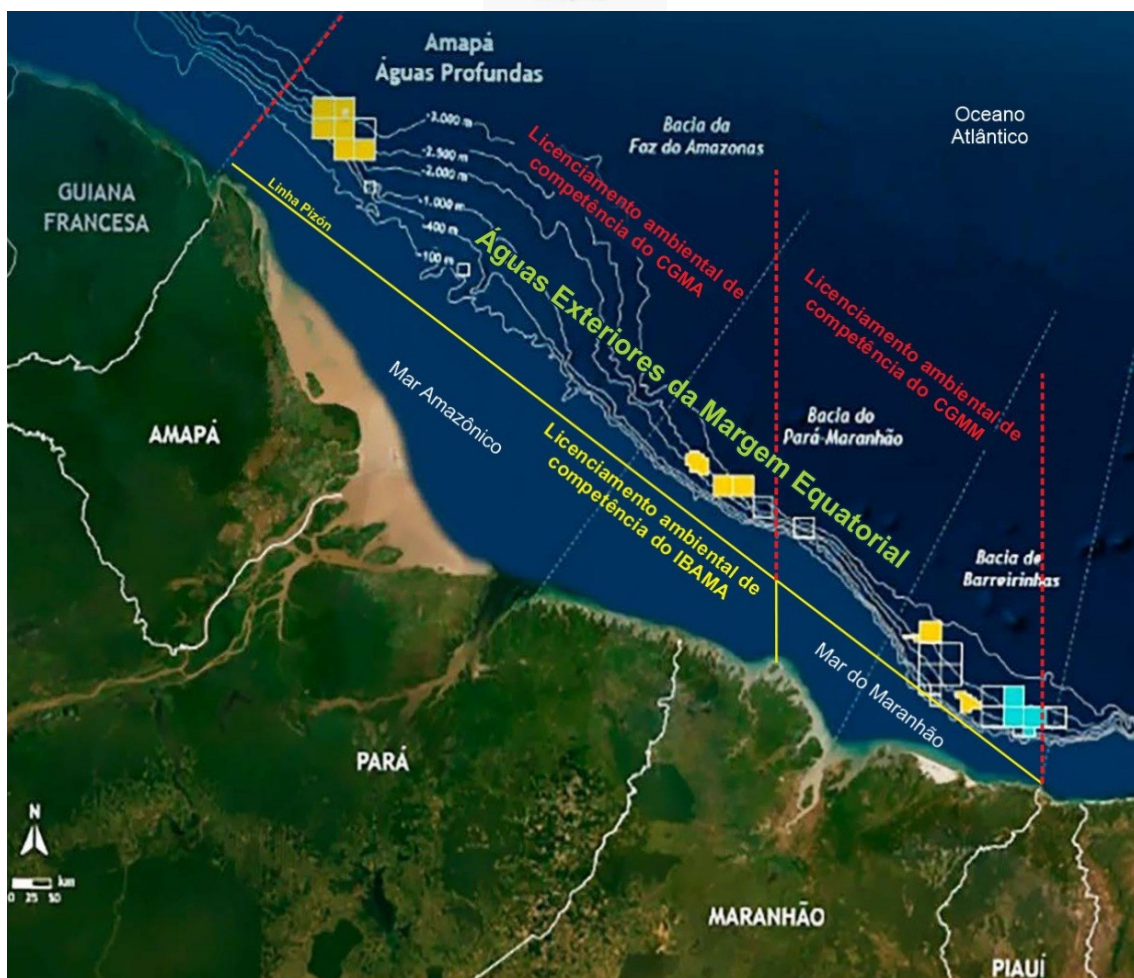 Amapá
Águas Profundas
Oceano
Atlântico
Bacia da
Foz do Amazonas
Licenciamento ambiental de
competência do CGMA
-3.000 m
-2.500 m
-2.000 m
-1.000 m
-400 m
-100 m
GUIANA
FRANCESA
Linha Pizón
Águas Exteriores da Margem Equatorial
Licenciamento ambiental de
competência do CGMM
Mar Amazônico
Bacia do
Pará-Maranhão
AMAPÁ
Licenciamento ambiental de
competência do IBAMA
Bacia de
Barreirinhas
Mar do Maranhão
PARÁ
N
km
0 25 50
MARANHÃO
PIAUÍ